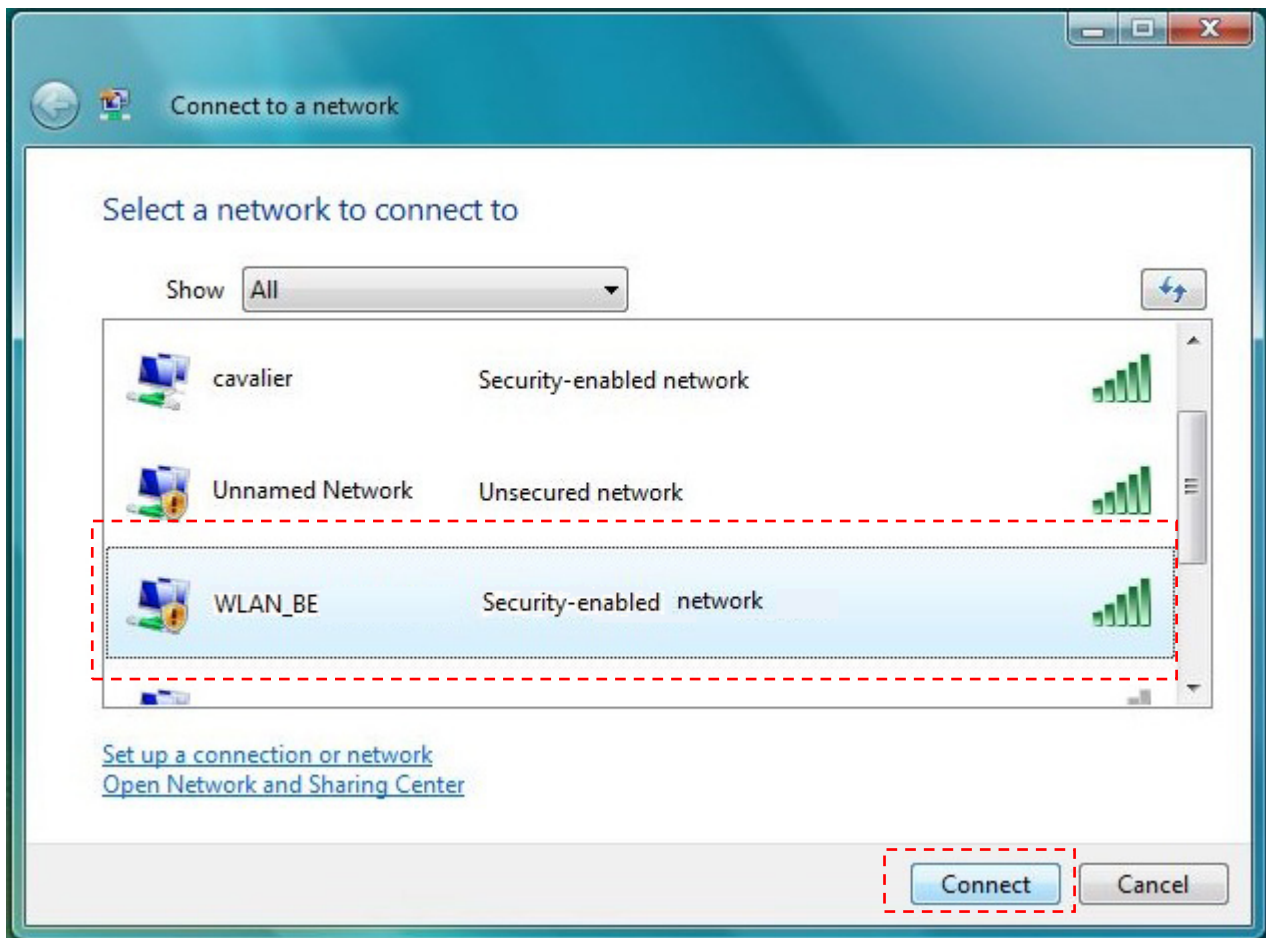 Connect to a network
Select a network to connect to
Show All
cavalier Security-enabled network
Unnamed Network Unsecured network
WLAN_BE Security-enabled network
Set up a connection or network
Open Network and Sharing Center
Connect Cancel